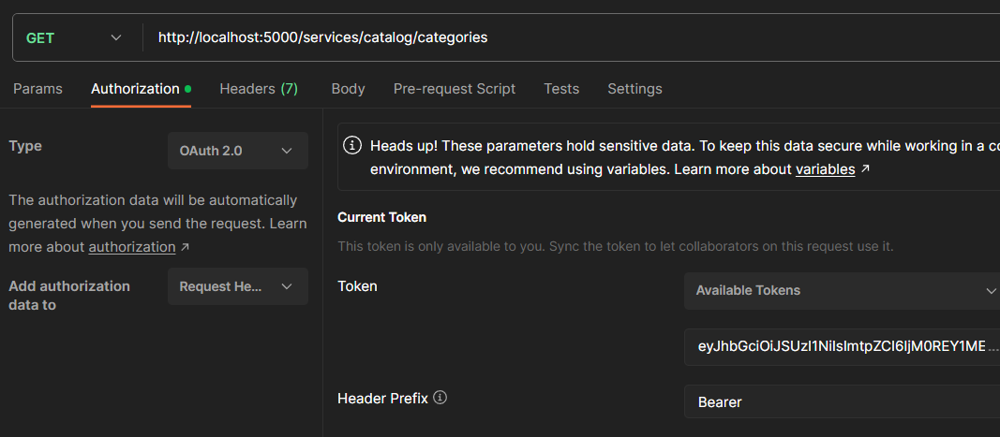 GET
http://localhost:5000/services/catalog/categories
Params
Authorization
Headers (7)
Body
Pre-request Script
Tests
Settings
Type
OAuth 2.0
The authorization data will be automatically
generated when you send the request. Learn
more about authorization ↗
Add authorization
data to
Request He...
Heads up! These parameters hold sensitive data. To keep this data secure while working in a co
environment, we recommend using variables. Learn more about variables ↗
Current Token
This token is only available to you. Sync the token to let collaborators on this request use it.
Token
Available Tokens
eyJhbGciOiJSUzI1NiIsImtpZCI6IjM0REY1ME...
Header Prefix
Bearer